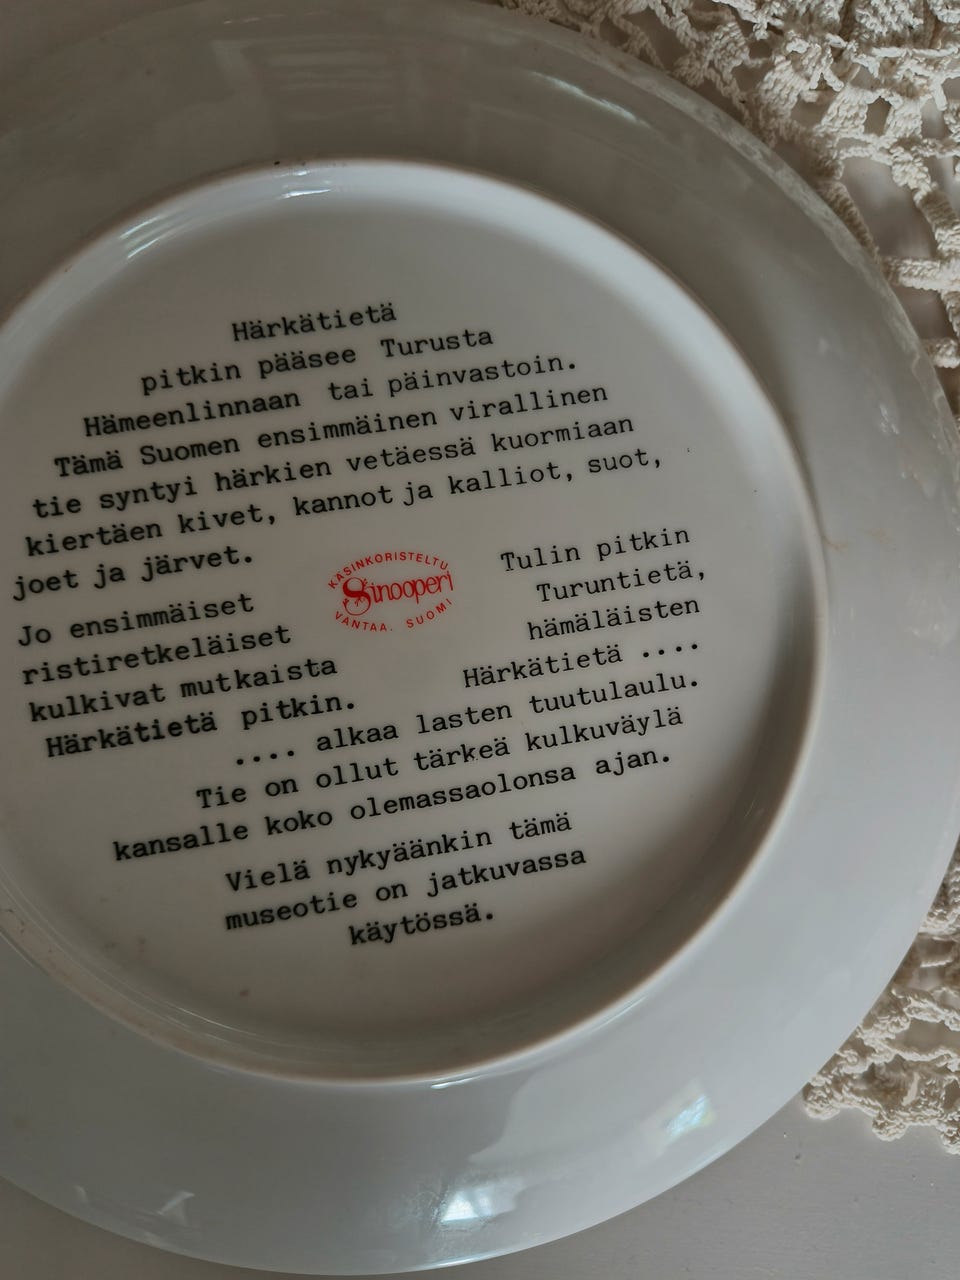 Härkätietä
pitkin pääsee Turusta
Hämeenlinnaan tai päinvastoin.
Tämä Suomen ensimmäinen virallinen
tie syntyi härkien vetäessä kuormiaan
kiertäen kivet, kannot ja kalliot, suot,
joet ja järvet.
Jo ensimmäiset
ristiretkeläiset
kulkivat mutkaista
Härkätietä pitkin.
KÄSINKORISTELTU
Sinooperi
VANTAA. SUOMI
Tulin pitkin
Turuntietä,
hämäläisten
Härkätietä ....
.... alkaa lasten tuutulaulu.
Tie on ollut tärkeä kulkuväylä
kansalle koko olemassaolonsa ajan.
Vielä nykyäänkin tämä
museotie on jatkuvassa
käytössä.